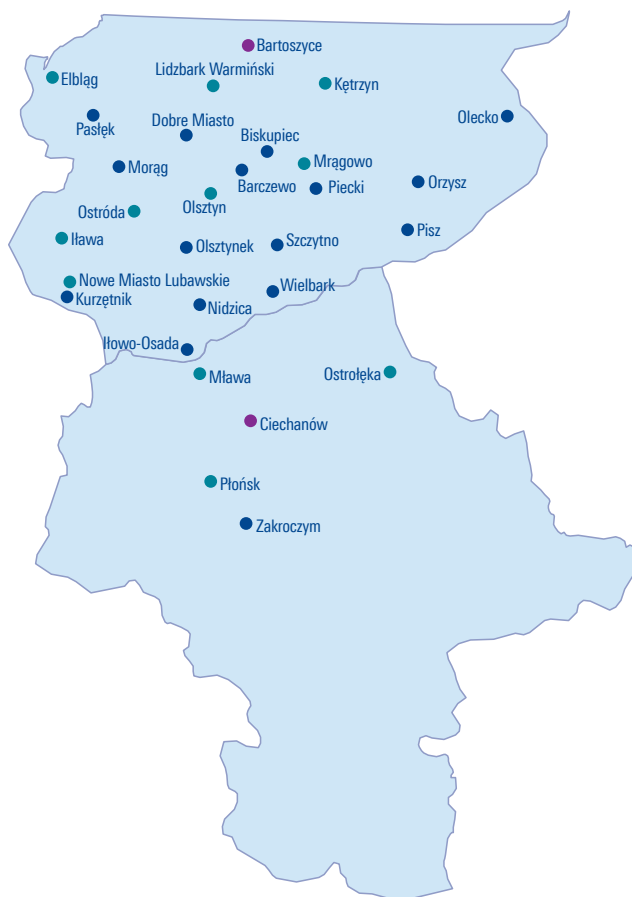 Bartoszyce
Elbląg
Lidzbark Warmiński
Kętrzyn
Pasłęk
Dobre Miasto
Olecko
Biskupiec
Morąg
Mrągowo
Barczewo
Piecki
Orzysz
Olsztyn
Ostróda
Iława
Olsztynek
Szczytno
Pisz
Nowe Miasto Lubawskie
Kurzętnik
Wielbark
Nidzica
Iłowo-Osada
Mława
Ostrołęka
Ciechanów
Płońsk
Zakroczym